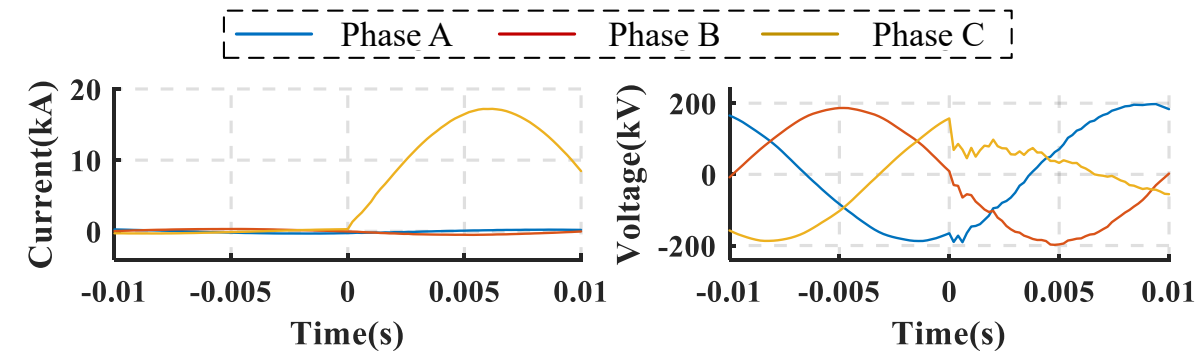 Phase A Phase B Phase C
Current(kA)
20
10
0
-0.01 -0.005 0 0.005 0.01
Time(s)
Voltage(kV)
200
0
-200
-0.01 -0.005 0 0.005 0.01
Time(s)